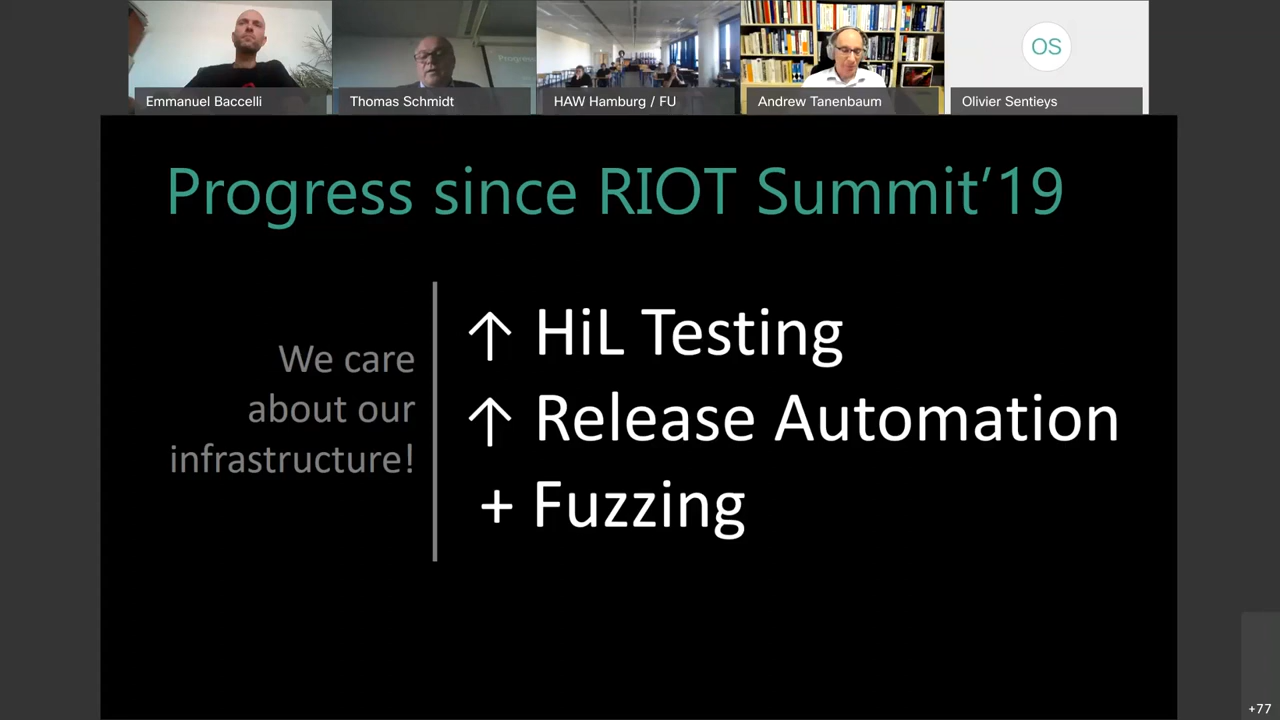 Emmanuel Baccelli
Thomas Schmidt
HAW Hamburg / FU
Andrew Tanenbaum
OS
Olivier Sentieys
Progress since RIOT Summit’19
We care
about our
infrastructure!
↑ HiL Testing
↑ Release Automation
+ Fuzzing
+77